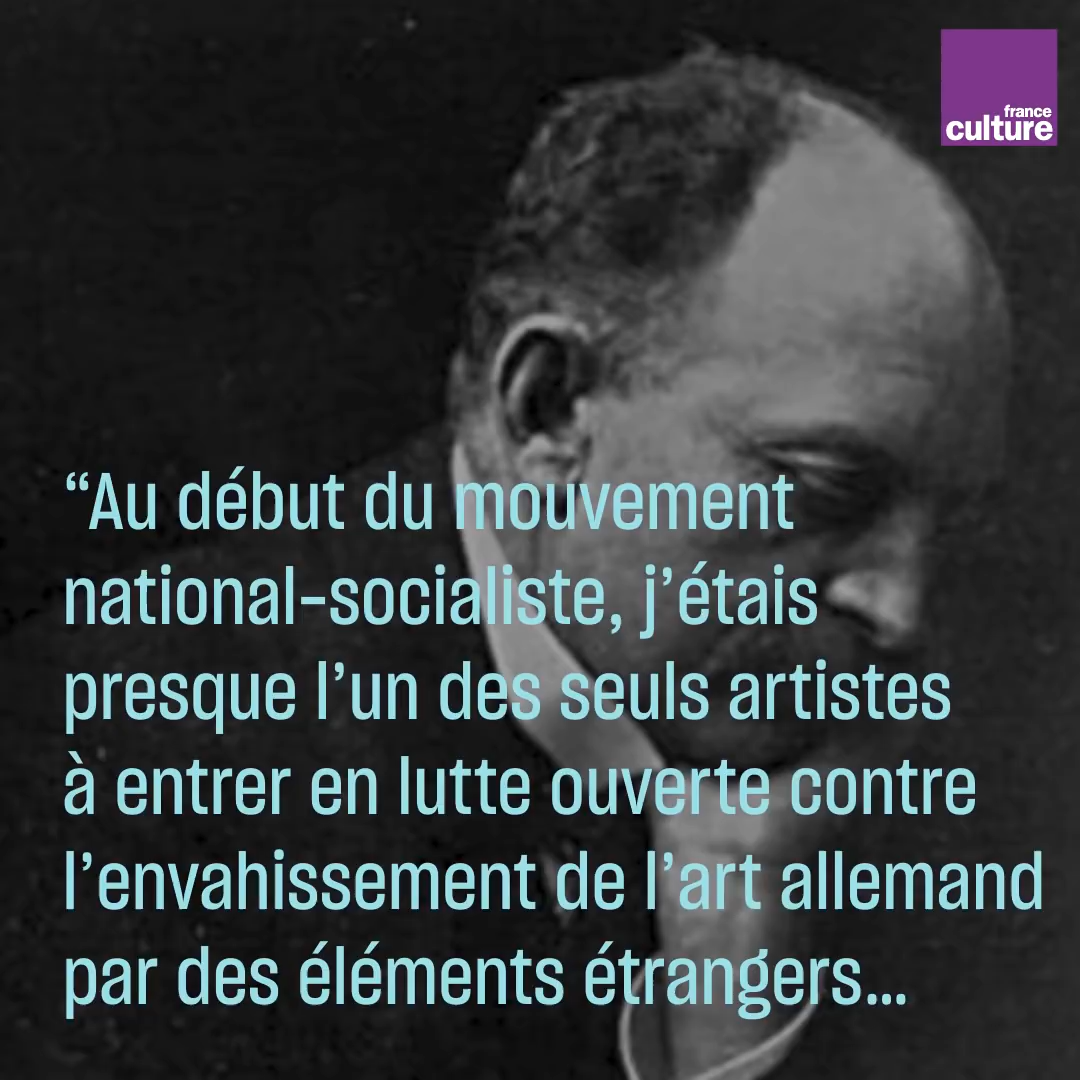 france
culture
“Au début du mouvement
national-socialiste, j’étais
presque l’un des seuls artistes
à entrer en lutte ouverte contre
l’envahissement de l’art allemand
par des éléments étrangers…